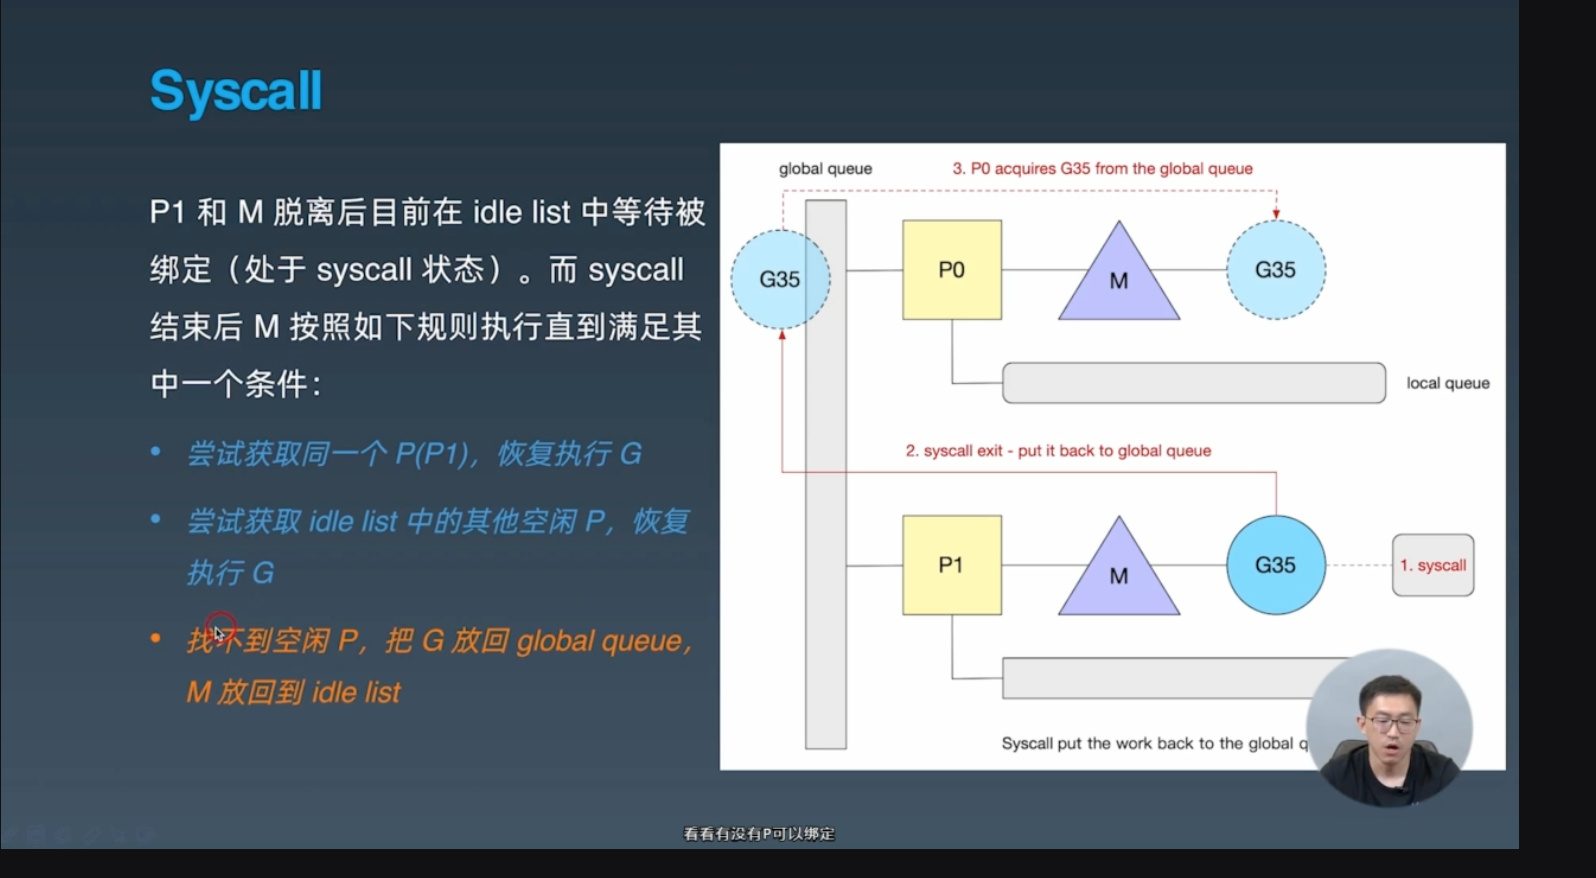 Syscall
P1 和 M 脱离后目前在 idle list 中等待被
绑定（处于 syscall 状态）。而 syscall
结束后 M 按照如下规则执行直到满足其
中一个条件：
• 尝试获取同一个 P(P1)，恢复执行 G
• 尝试获取 idle list 中的其他空闲 P，恢复
执行 G
• 找不到空闲 P，把 G 放回 global queue，
M 放回到 idle list
global queue
3. P0 acquires G35 from the global queue
G35
P0
M
G35
local queue
2. syscall exit - put it back to global queue
P1
M
G35
1. syscall
Syscall put the work back to the global
看看有没有P可以绑定